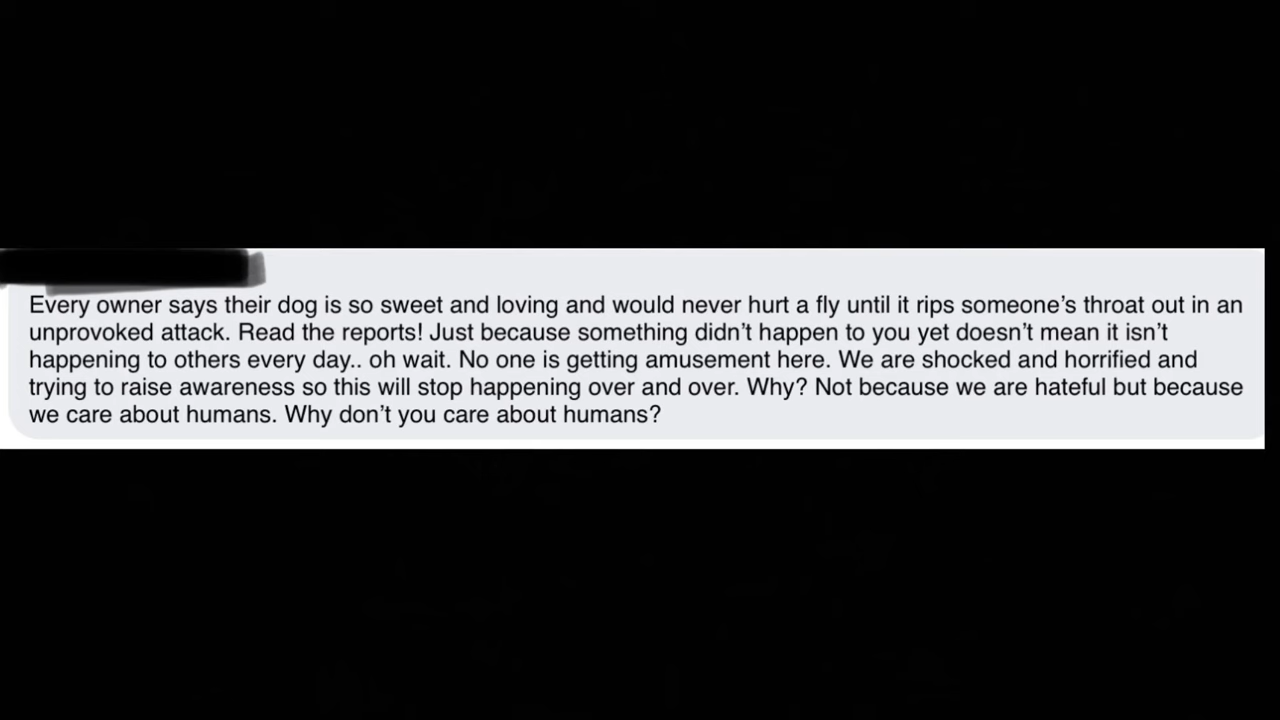 Every owner says their dog is so sweet and loving and would never hurt a fly until it rips someone’s throat out in an
unprovoked attack. Read the reports! Just because something didn’t happen to you yet doesn’t mean it isn’t
happening to others every day.. oh wait. No one is getting amusement here. We are shocked and horrified and
trying to raise awareness so this will stop happening over and over. Why? Not because we are hateful but because
we care about humans. Why don’t you care about humans?